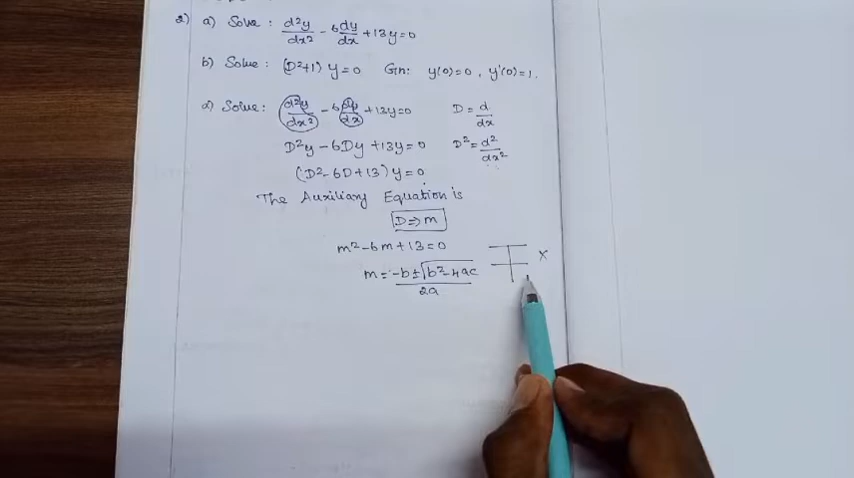 2) a) Solve : d²y/dx² - 6dy/dx + 13y = 0
b) Solve : (D²+1) y = 0 Gn: y(0) = 0 , y'(0) = 1.
a) Solve : d²y/dx² - 6 dy/dx + 13y = 0 D = d/dx
D²y - 6Dy + 13y = 0 D² = d²/dx²
(D² - 6D + 13) y = 0
The Auxiliary Equation is
D ⇒ m
m² - 6m + 13 = 0
m = -b ± √b² - 4ac / 2a x